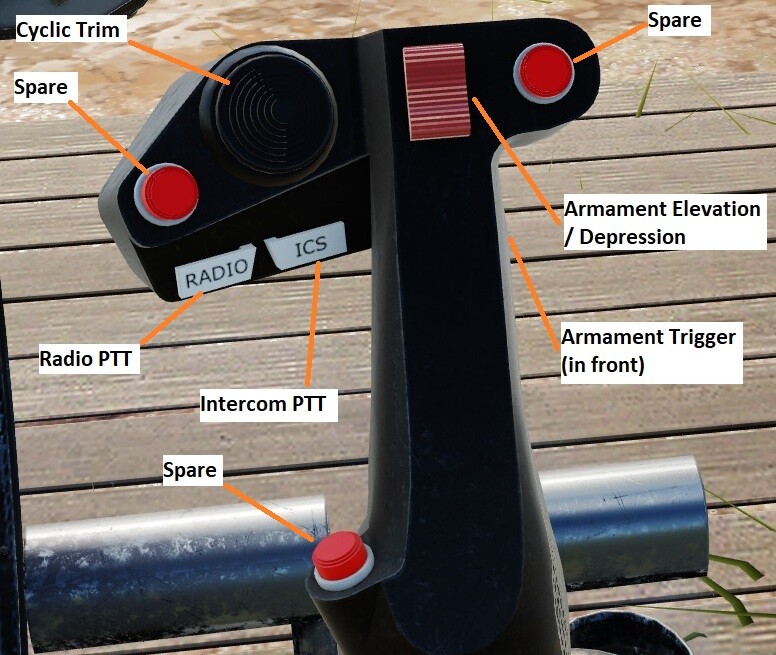 Cyclic Trim
Spare
Spare
RADIO
ICS
Armament Elevation
/ Depression
Radio PTT
Armament Trigger
(in front)
Intercom PTT
Spare